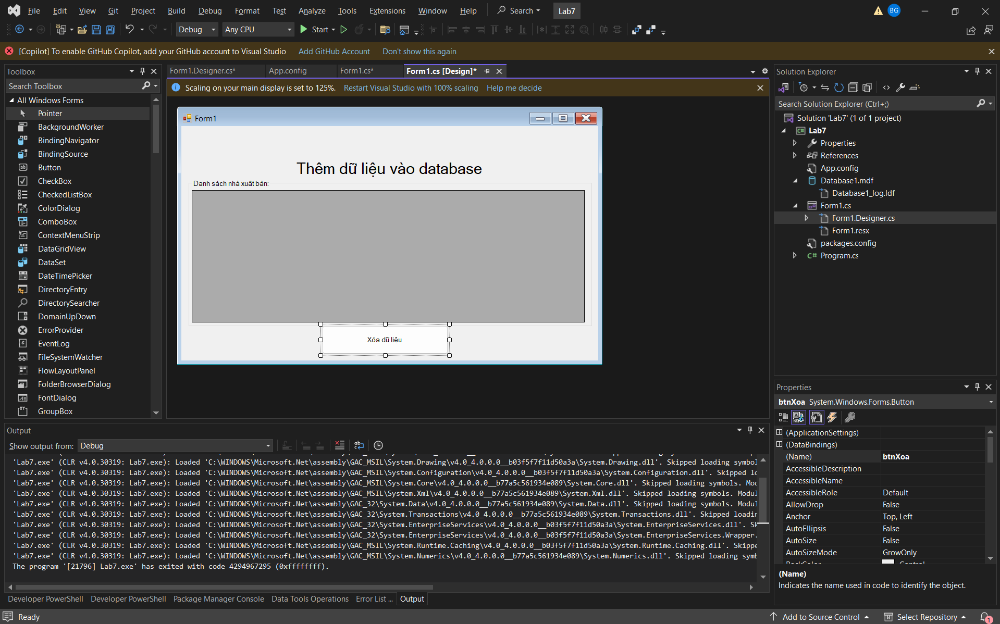 File Edit View Git Project Build Debug Format Test Analyze Tools Extensions Window Help Search Lab7 BG
Debug Any CPU Start
[Copilot] To enable GitHub Copilot, add your GitHub account to Visual Studio Add GitHub Account Don't show this again
Toolbox
Search Toolbox
All Windows Forms
Pointer
BackgroundWorker
BindingNavigator
BindingSource
Button
CheckBox
CheckedListBox
ColorDialog
ComboBox
ContextMenuStrip
DataGridView
DataSet
DateTimePicker
DirectoryEntry
DirectorySearcher
DomainUpDown
ErrorProvider
EventLog
FileSystemWatcher
FlowLayoutPanel
FolderBrowserDialog
FontDialog
GroupBox
Form1.Designer.cs* App.config Form1.cs* Form1.cs [Design]*
Scaling on your main display is set to 125%. Restart Visual Studio with 100% scaling Help me decide
Form1
Thêm dữ liệu vào database
Danh sách nhà xuất bản:
Xóa dữ liệu
Solution Explorer
Search Solution Explorer (Ctrl+;)
Solution 'Lab7' (1 of 1 project)
Lab7
Properties
References
App.config
Database1.mdf
Database1_log.ldf
Form1.cs
Form1.Designer.cs
Form1.resx
packages.config
Program.cs
Properties
btnXoa System.Windows.Forms.Button
(ApplicationSettings)
(DataBindings)
(Name) btnXoa
AccessibleDescription
AccessibleName
AccessibleRole Default
AllowDrop False
Anchor Top, Left
AutoEllipsis False
AutoSize False
AutoSizeMode GrowOnly
BackColor Control
(Name)
Indicates the name used in code to identify the object.
Output
Show output from: Debug
'Lab7.exe' (CLR v4.0.30319: Lab7.exe): Loaded 'C:\WINDOWS\Microsoft.Net\assembly\GAC_MSIL\System.Drawing\v4.0_4.0.0.0__b03f5f7f11d50a3a\System.Drawing.dll'. Skipped loading symbol
'Lab7.exe' (CLR v4.0.30319: Lab7.exe): Loaded 'C:\WINDOWS\Microsoft.Net\assembly\GAC_MSIL\System.Configuration\v4.0_4.0.0.0__b03f5f7f11d50a3a\System.Configuration.dll'. Skipped lo
'Lab7.exe' (CLR v4.0.30319: Lab7.exe): Loaded 'C:\WINDOWS\Microsoft.Net\assembly\GAC_MSIL\System.Core\v4.0_4.0.0.0__b77a5c561934e089\System.Core.dll'. Skipped loading symbols. Mod
'Lab7.exe' (CLR v4.0.30319: Lab7.exe): Loaded 'C:\WINDOWS\Microsoft.Net\assembly\GAC_MSIL\System.Xml\v4.0_4.0.0.0__b77a5c561934e089\System.Xml.dll'. Skipped loading symbols. Modul
'Lab7.exe' (CLR v4.0.30319: Lab7.exe): Loaded 'C:\WINDOWS\Microsoft.Net\assembly\GAC_32\System.Data\v4.0_4.0.0.0__b77a5c561934e089\System.Data.dll'. Skipped loading symbols. Modul
'Lab7.exe' (CLR v4.0.30319: Lab7.exe): Loaded 'C:\WINDOWS\Microsoft.Net\assembly\GAC_32\System.Transactions\v4.0_4.0.0.0__b77a5c561934e089\System.Transactions.dll'. Skipped loadin
'Lab7.exe' (CLR v4.0.30319: Lab7.exe): Loaded 'C:\WINDOWS\Microsoft.Net\assembly\GAC_32\System.EnterpriseServices\v4.0_4.0.0.0__b03f5f7f11d50a3a\System.EnterpriseServices.dll'. Sk
'Lab7.exe' (CLR v4.0.30319: Lab7.exe): Loaded 'C:\WINDOWS\Microsoft.Net\assembly\GAC_32\System.EnterpriseServices\v4.0_4.0.0.0__b03f5f7f11d50a3a\System.EnterpriseServices.Wrapper.
'Lab7.exe' (CLR v4.0.30319: Lab7.exe): Loaded 'C:\WINDOWS\Microsoft.Net\assembly\GAC_MSIL\System.Runtime.Caching\v4.0_4.0.0.0__b03f5f7f11d50a3a\System.Runtime.Caching.dll'. Skippe
'Lab7.exe' (CLR v4.0.30319: Lab7.exe): Loaded 'C:\WINDOWS\Microsoft.Net\assembly\GAC_MSIL\System.Numerics\v4.0_4.0.0.0__b77a5c561934e089\System.Numerics.dll'. Skipped loading symb
The program '[21796] Lab7.exe' has exited with code 4294967295 (0xffffffff).
Developer PowerShell Developer PowerShell Package Manager Console Data Tools Operations Error List ... Output
Ready Add to Source Control Select Repository 1